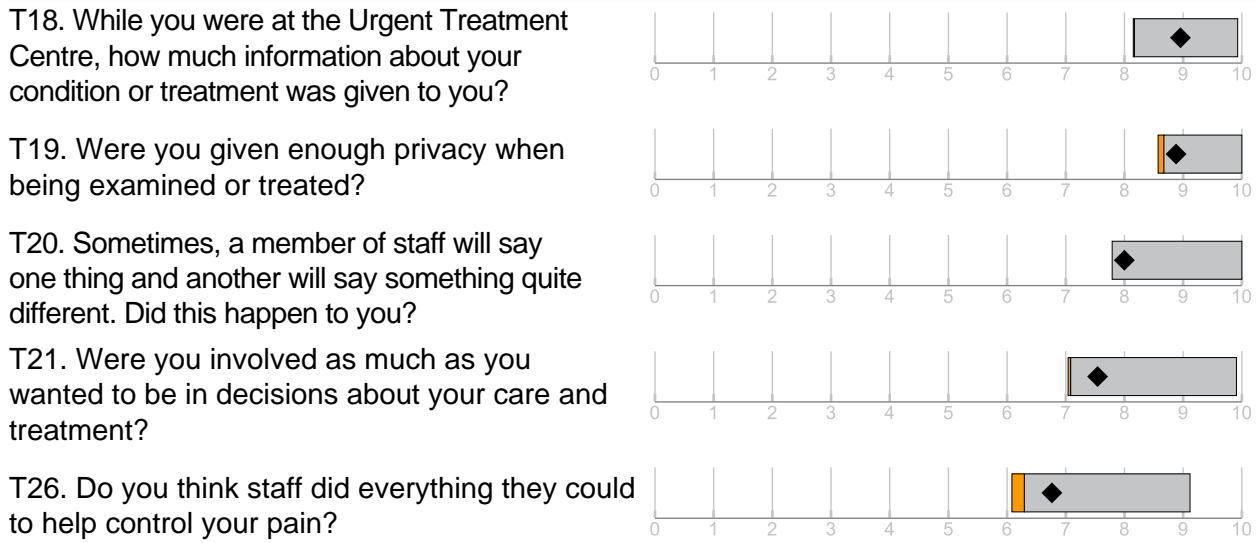 T18. While you were at the Urgent Treatment
Centre, how much information about your
condition or treatment was given to you?
0 1 2 3 4 5 6 7 8 9 10
T19. Were you given enough privacy when
being examined or treated?
0 1 2 3 4 5 6 7 8 9 10
T20. Sometimes, a member of staff will say
one thing and another will say something quite
different. Did this happen to you?
0 1 2 3 4 5 6 7 8 9 10
T21. Were you involved as much as you
wanted to be in decisions about your care and
treatment?
0 1 2 3 4 5 6 7 8 9 10
T26. Do you think staff did everything they could
to help control your pain?
0 1 2 3 4 5 6 7 8 9 10